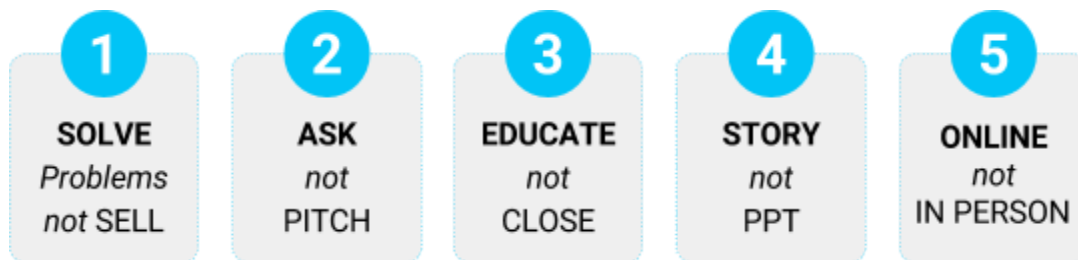 1
SOLVE
Problems
not SELL
2
ASK
not
PITCH
3
EDUCATE
not
CLOSE
4
STORY
not
PPT
5
ONLINE
not
IN PERSON